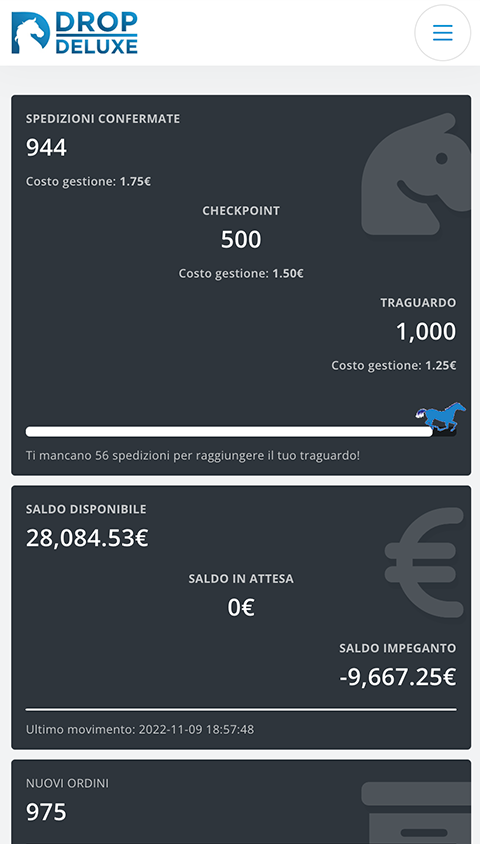 DROP
DELUXE
SPEDIZIONI CONFERMATE
944
Costo gestione: 1.75€
CHECKPOINT
500
Costo gestione: 1.50€
TRAGUARDO
1,000
Costo gestione: 1.25€
Ti mancano 56 spedizioni per raggiungere il tuo traguardo!
SALDO DISPONIBILE
28,084.53€
SALDO IN ATTESA
0€
SALDO IMPEGANTO
-9,667.25€
Ultimo movimento: 2022-11-09 18:57:48
NUOVI ORDINI
975